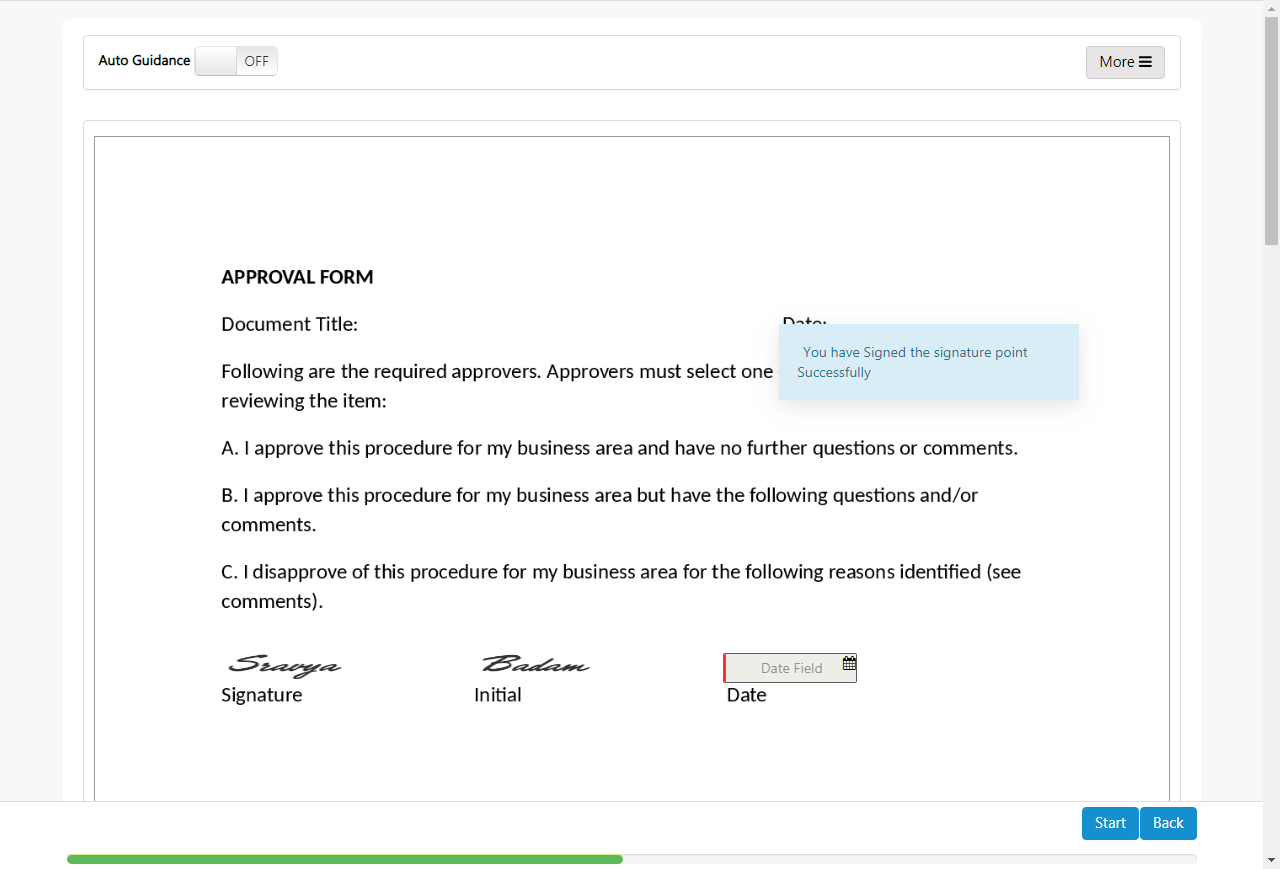 Auto Guidance OFF More
APPROVAL FORM
Document Title: Date:
You have Signed the signature point
Successfully
Following are the required approvers. Approvers must select one
reviewing the item:
A. I approve this procedure for my business area and have no further questions or comments.
B. I approve this procedure for my business area but have the following questions and/or
comments.
C. I disapprove of this procedure for my business area for the following reasons identified (see
comments).
Sravya Badam Date Field
Signature Initial Date
Start Back